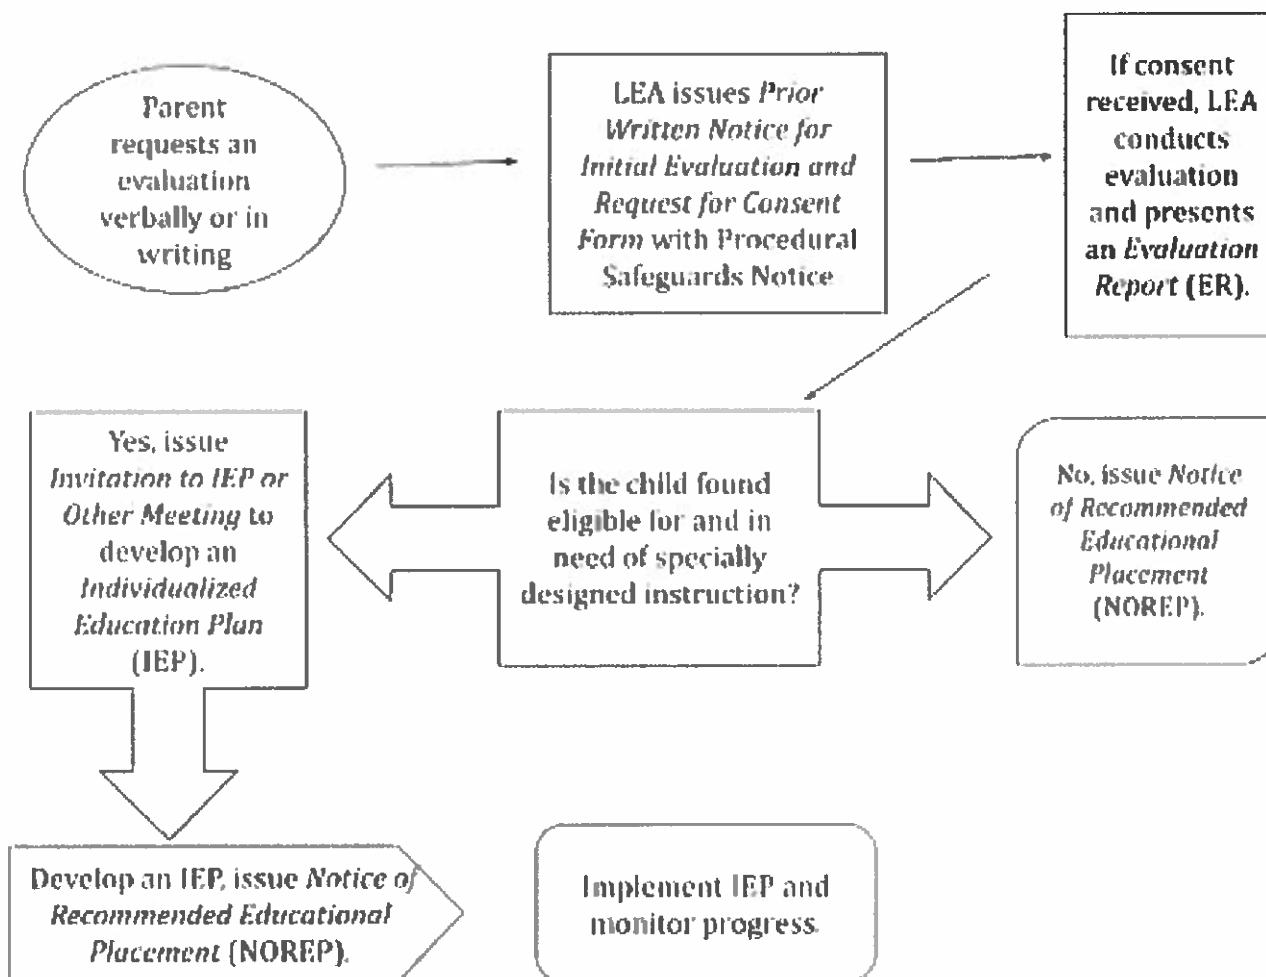 Parent
requests an
evaluation
verbally or in
writing
LEA issues Prior
Written Notice for
Initial Evaluation and
Request for Consent
Form with Procedural
Safeguards Notice
If consent
received, LEA
conducts
evaluation
and presents
an Evaluation
Report (ER).
Is the child found
eligible for and in
need of specially
designed instruction?
Yes, issue
Invitation to IEP or
Other Meeting to
develop an
Individualized
Education Plan
(IEP).
No, issue Notice
of Recommended
Educational
Placement
(NOREP).
Develop an IEP, issue Notice of
Recommended Educational
Placement (NOREP).
Implement IEP and
monitor progress.